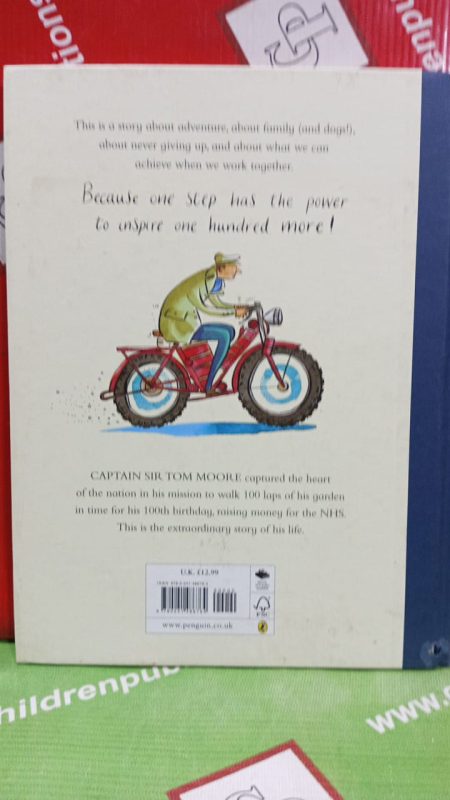 This is a story about adventure, about family (and dogs!),
about never giving up, and about what we can
achieve when we work together.
Because one step has the power
to inspire one hundred more!
CAPTAIN SIR TOM MOORE captured the heart
of the nation in his mission to walk 100 laps of his garden
in time for his 100th birthday, raising money for the NHS.
This is the extraordinary story of his life.
U.K. £12.99
www.penguin.co.uk
hildrenpub
www.